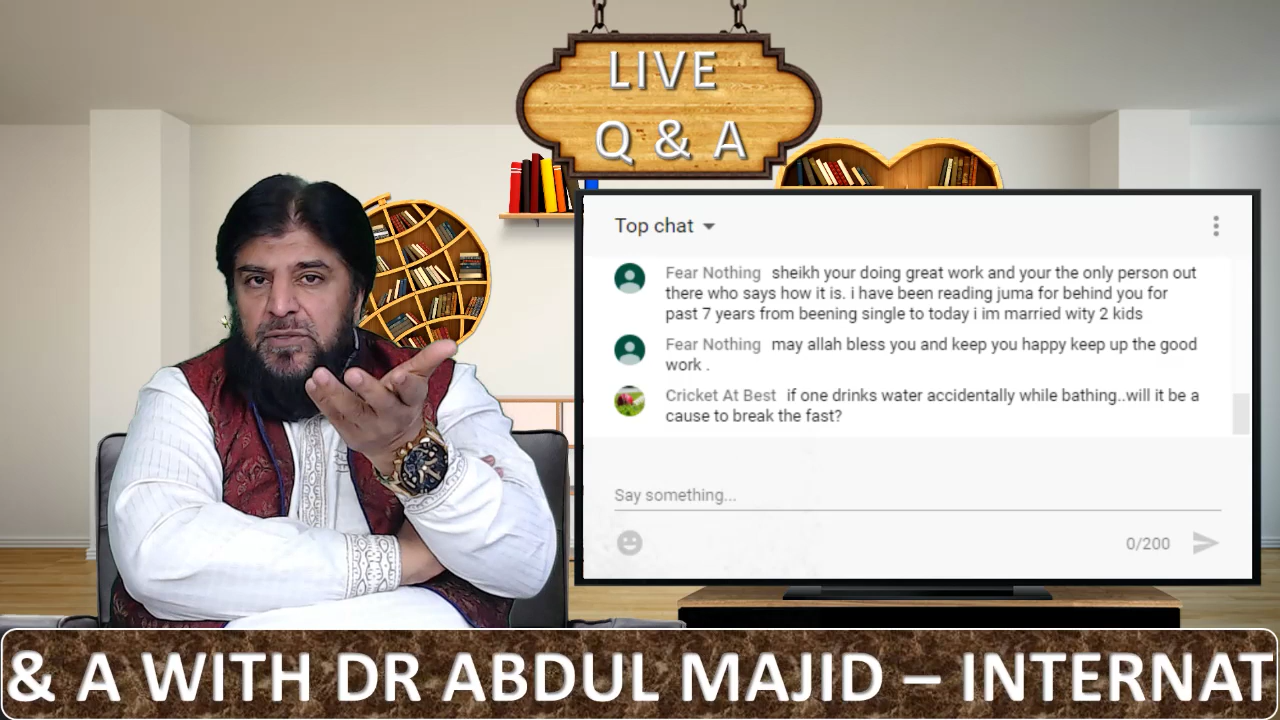 LIVE
Q & A
Top chat
Fear Nothing sheikh your doing great work and your the only person out
there who says how it is. i have been reading juma for behind you for
past 7 years from beening single to today i im married wity 2 kids
Fear Nothing may allah bless you and keep you happy keep up the good
work .
Cricket At Best if one drinks water accidentally while bathing..will it be a
cause to break the fast?
Say something...
0/200
& A WITH DR ABDUL MAJID – INTERNAT